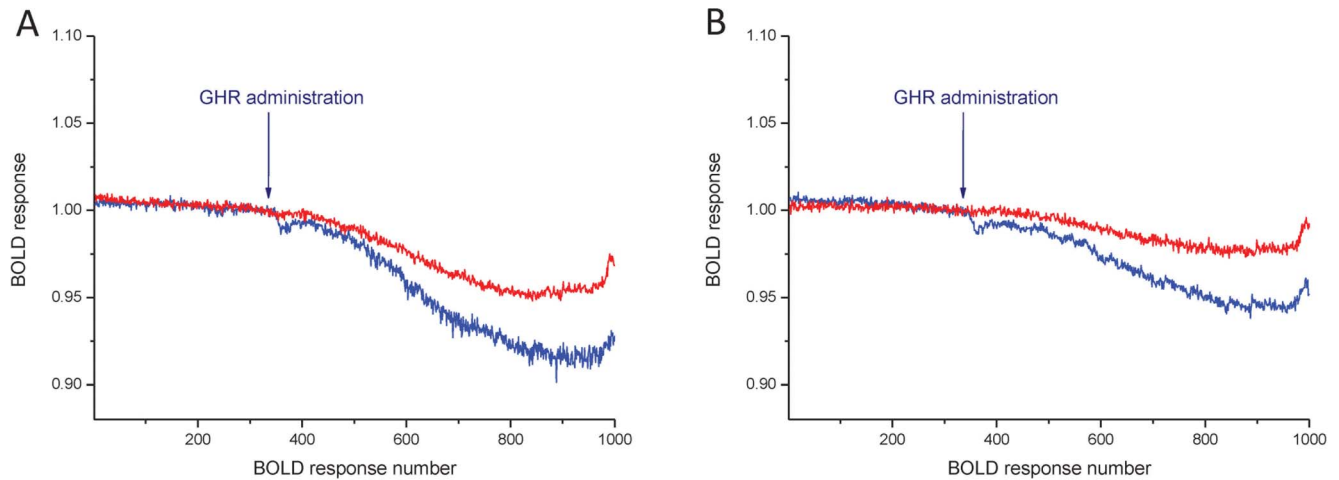 A
1.10
1.05
1.00
0.95
0.90
BOLD response
GHR administration
200
400
600
800
1000
BOLD response number
B
1.10
1.05
1.00
0.95
0.90
BOLD response
GHR administration
200
400
600
800
1000
BOLD response number